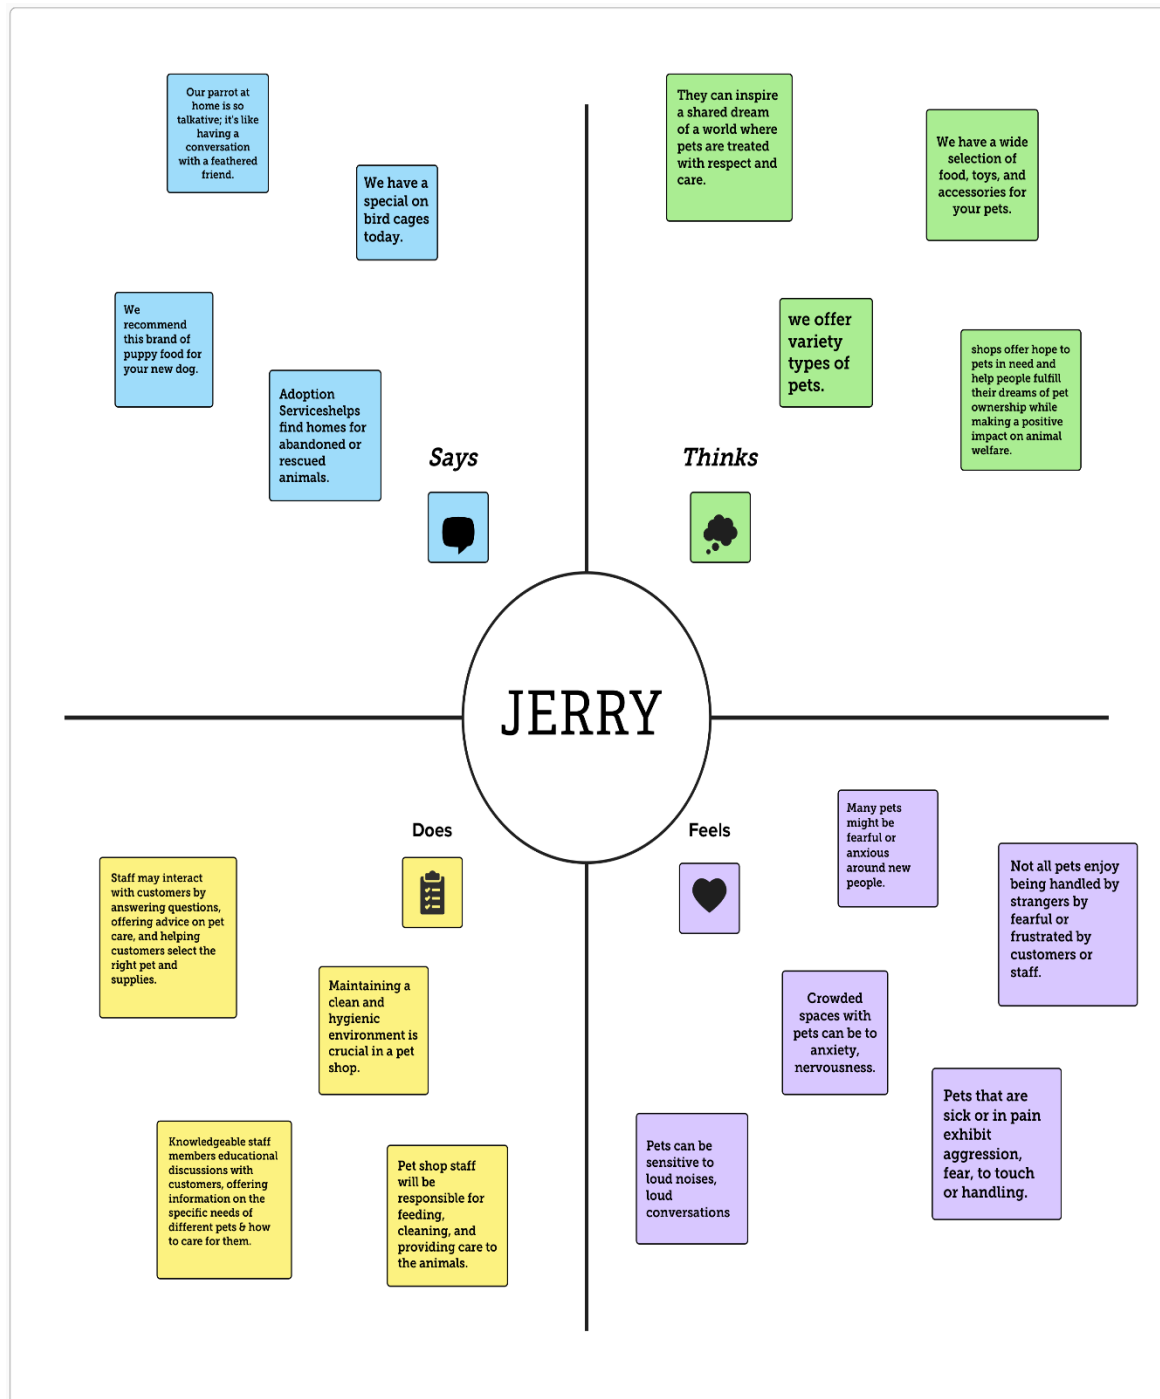 Our parrot at
home is so
talkative; it's like
having a
conversation
with a feathered
friend.
We have a
special on
bird cages
today.
We
recommend
this brand of
puppy food for
your new dog.
Adoption
Serviceshelps
find homes for
abandoned or
rescued
animals.
Says
They can inspire
a shared dream
of a world where
pets are treated
with respect and
care.
We have a wide
selection of
food, toys, and
accessories for
your pets.
we offer
variety
types of
pets.
shops offer hope to
pets in need and
help people fulfill
their dreams of pet
ownership while
making a positive
impact on animal
welfare.
Thinks
JERRY
Does
Staff may interact
with customers by
answering questions,
offering advice on pet
care, and helping
customers select the
right pet and
supplies.
Maintaining a
clean and
hygienic
environment is
crucial in a pet
shop.
Knowledgeable staff
members educational
discussions with
customers, offering
information on the
specific needs of
different pets & how
to care for them.
Pet shop staff
will be
responsible for
feeding,
cleaning, and
providing care to
the animals.
Feels
Many pets
might be
fearful or
anxious
around new
people.
Not all pets enjoy
being handled by
strangers by
fearful or
frustrated by
customers or
staff.
Crowded
spaces with
pets can be to
anxiety,
nervousness.
Pets can be
sensitive to
loud noises,
loud
conversations
Pets that are
sick or in pain
exhibit
aggression,
fear, to touch
or handling.